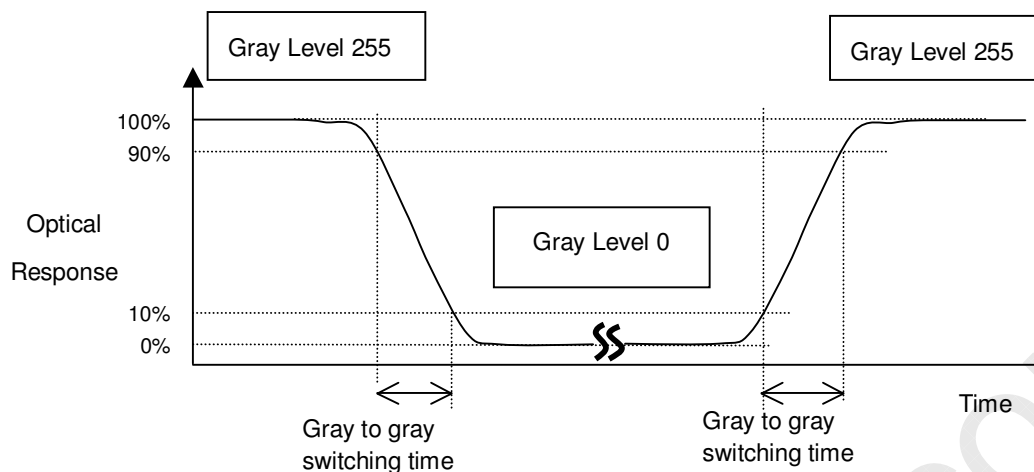 Gray Level 255
Gray Level 255
100%
90%
Optical
Response
Gray Level 0
10%
0%
Time
Gray to gray
switching time
Gray to gray
switching time